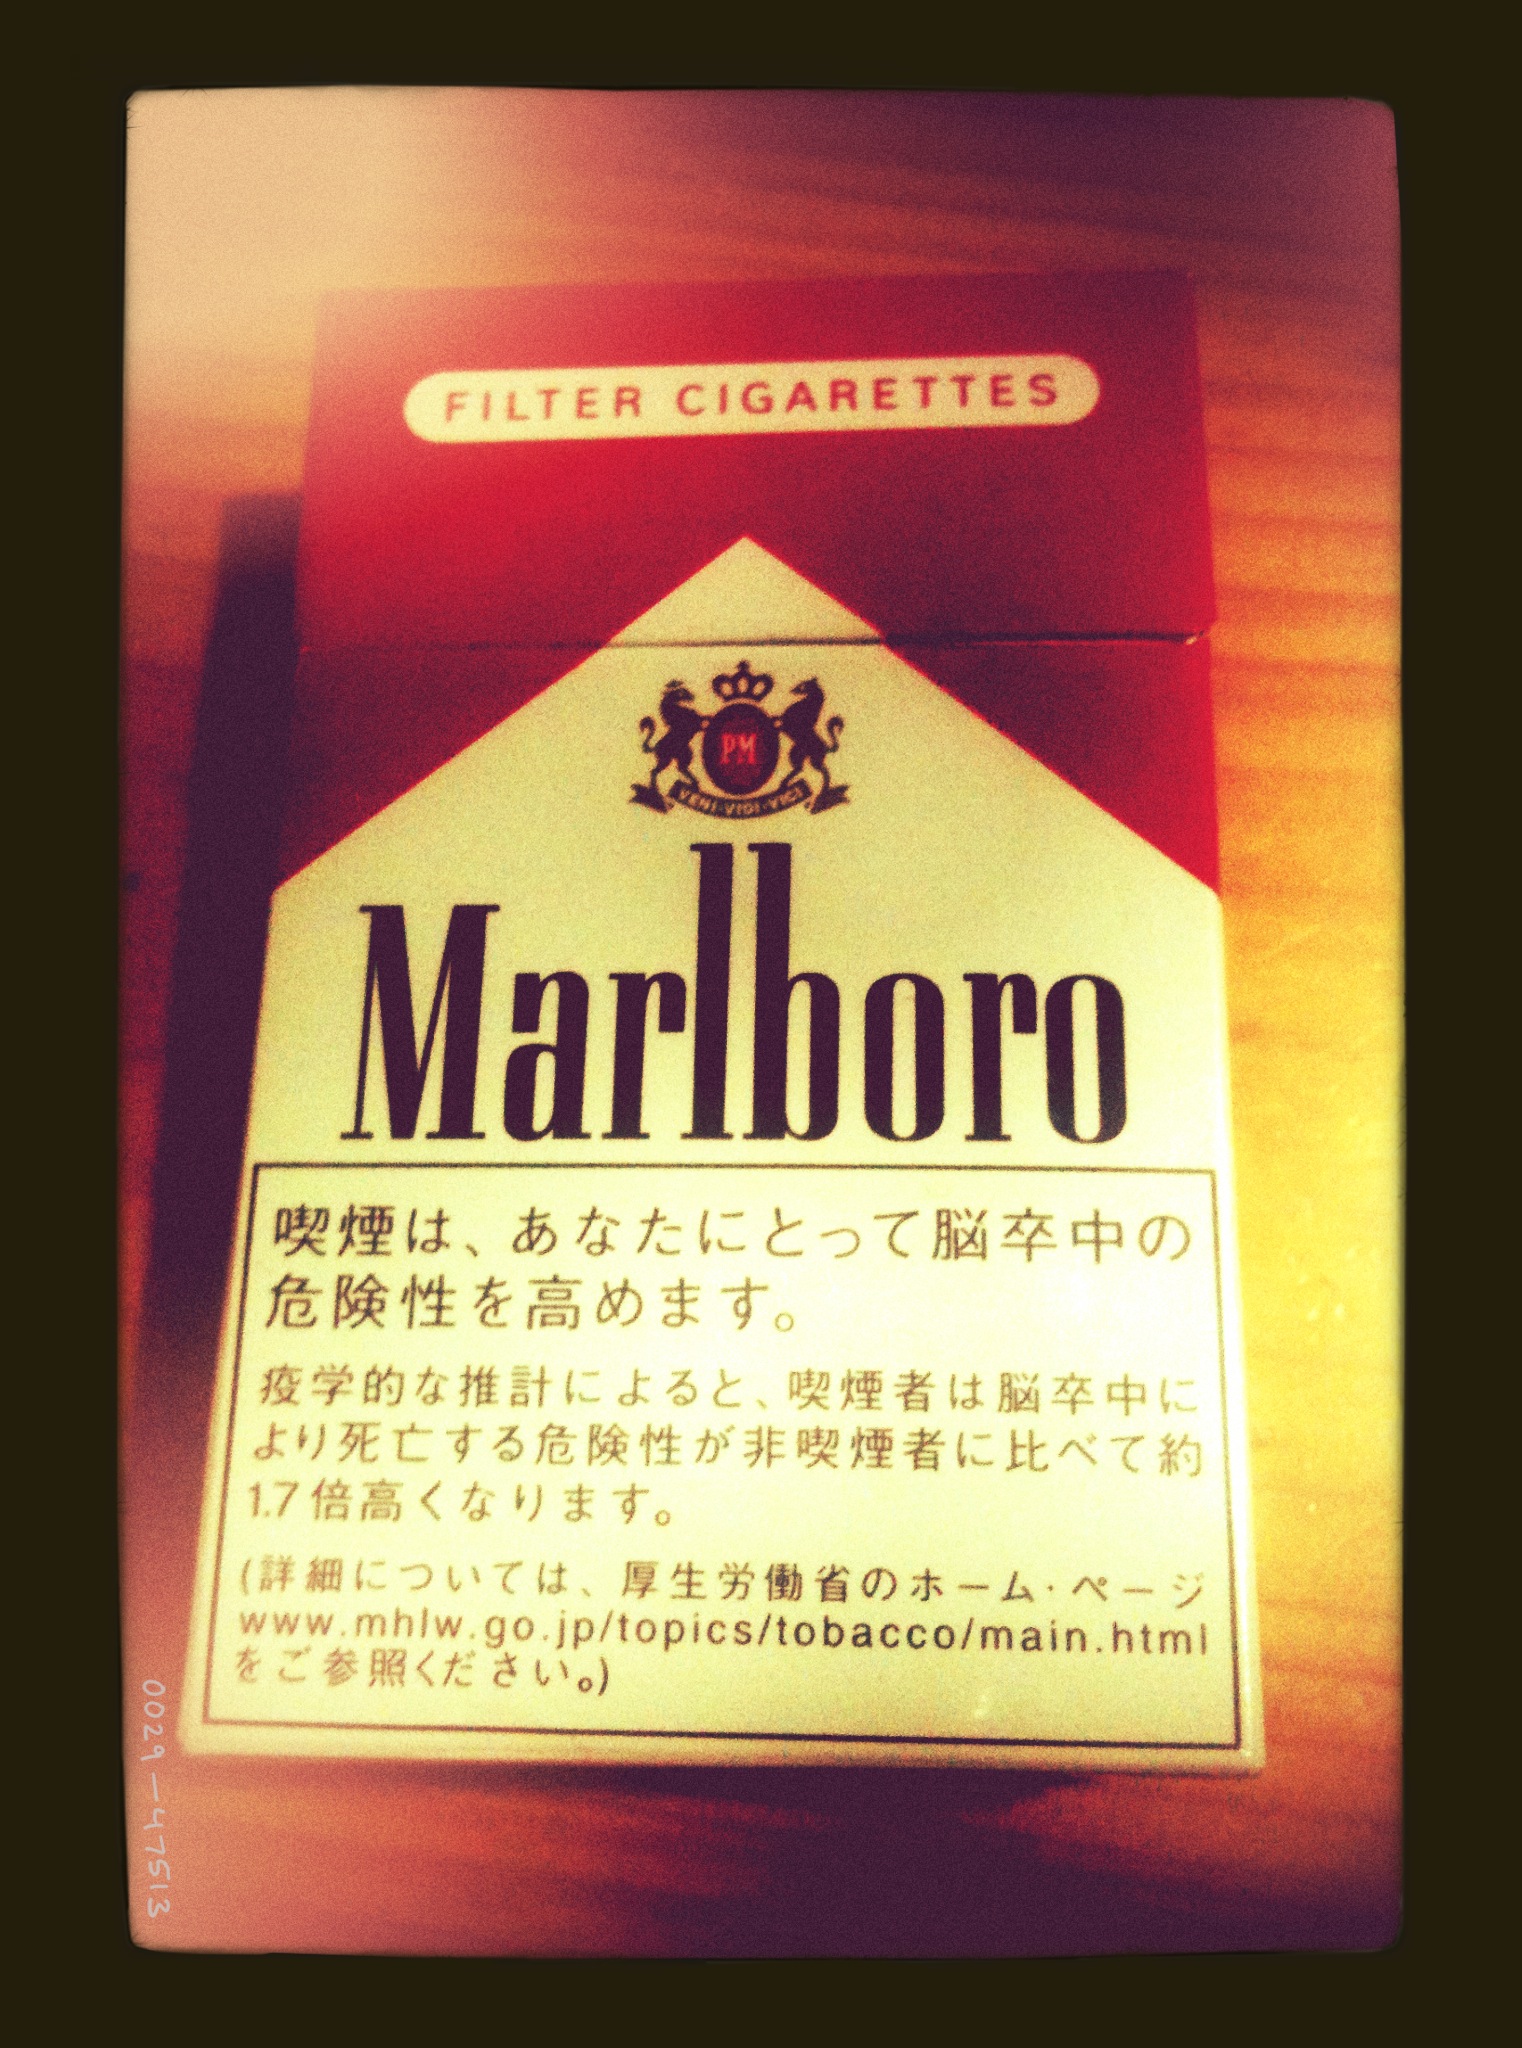 FILTER CIGARETTES
PM
VENI·VIDI·VICI
Marlboro
喫煙は、あなたにとって脳卒中の
危険性を高めます。
疫学的な推計によると、喫煙者は脳卒中に
より死亡する危険性が非喫煙者に比べて約
1.7倍高くなります。
(詳細については、厚生労働省のホーム・ページ
www.mhlw.go.jp/topics/tobacco/main.html
をご参照ください。)
0029-47513